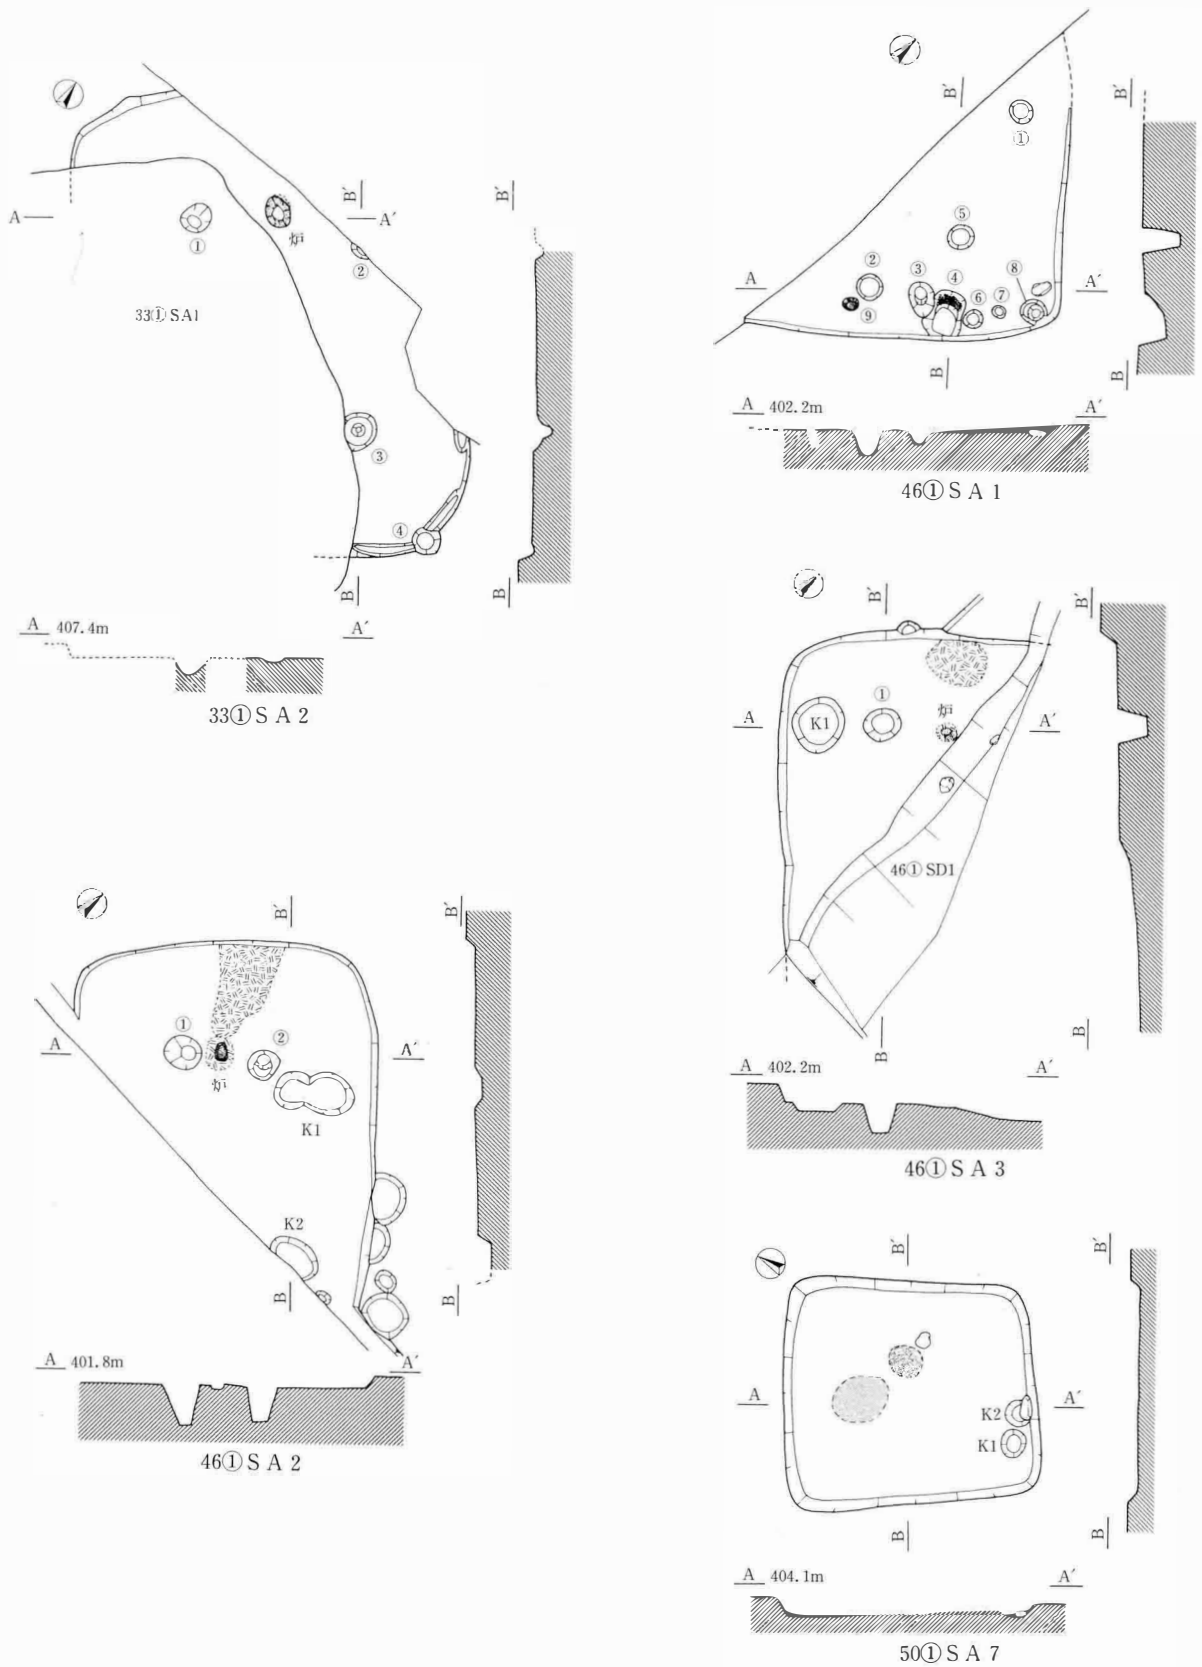 B′
B′
A
A′
①
炉
②
33① SA1
③
④
B
B
A 407.4m
A′
33① S A 2
B′
B′
①
⑤
②
③
④
⑧
A
A′
⑨
⑥
⑦
B
B
A 402.2m
A′
46① S A 1
B′
B′
A
K1
①
炉
A′
46① SD1
B
B
A 402.2m
A′
46① S A 3
B′
B′
A
①
炉
②
A′
K1
K2
B
B
A 401.8m
A′
46① S A 2
B′
B′
A
A′
K2
K1
B
B
A 404.1m
A′
50① S A 7